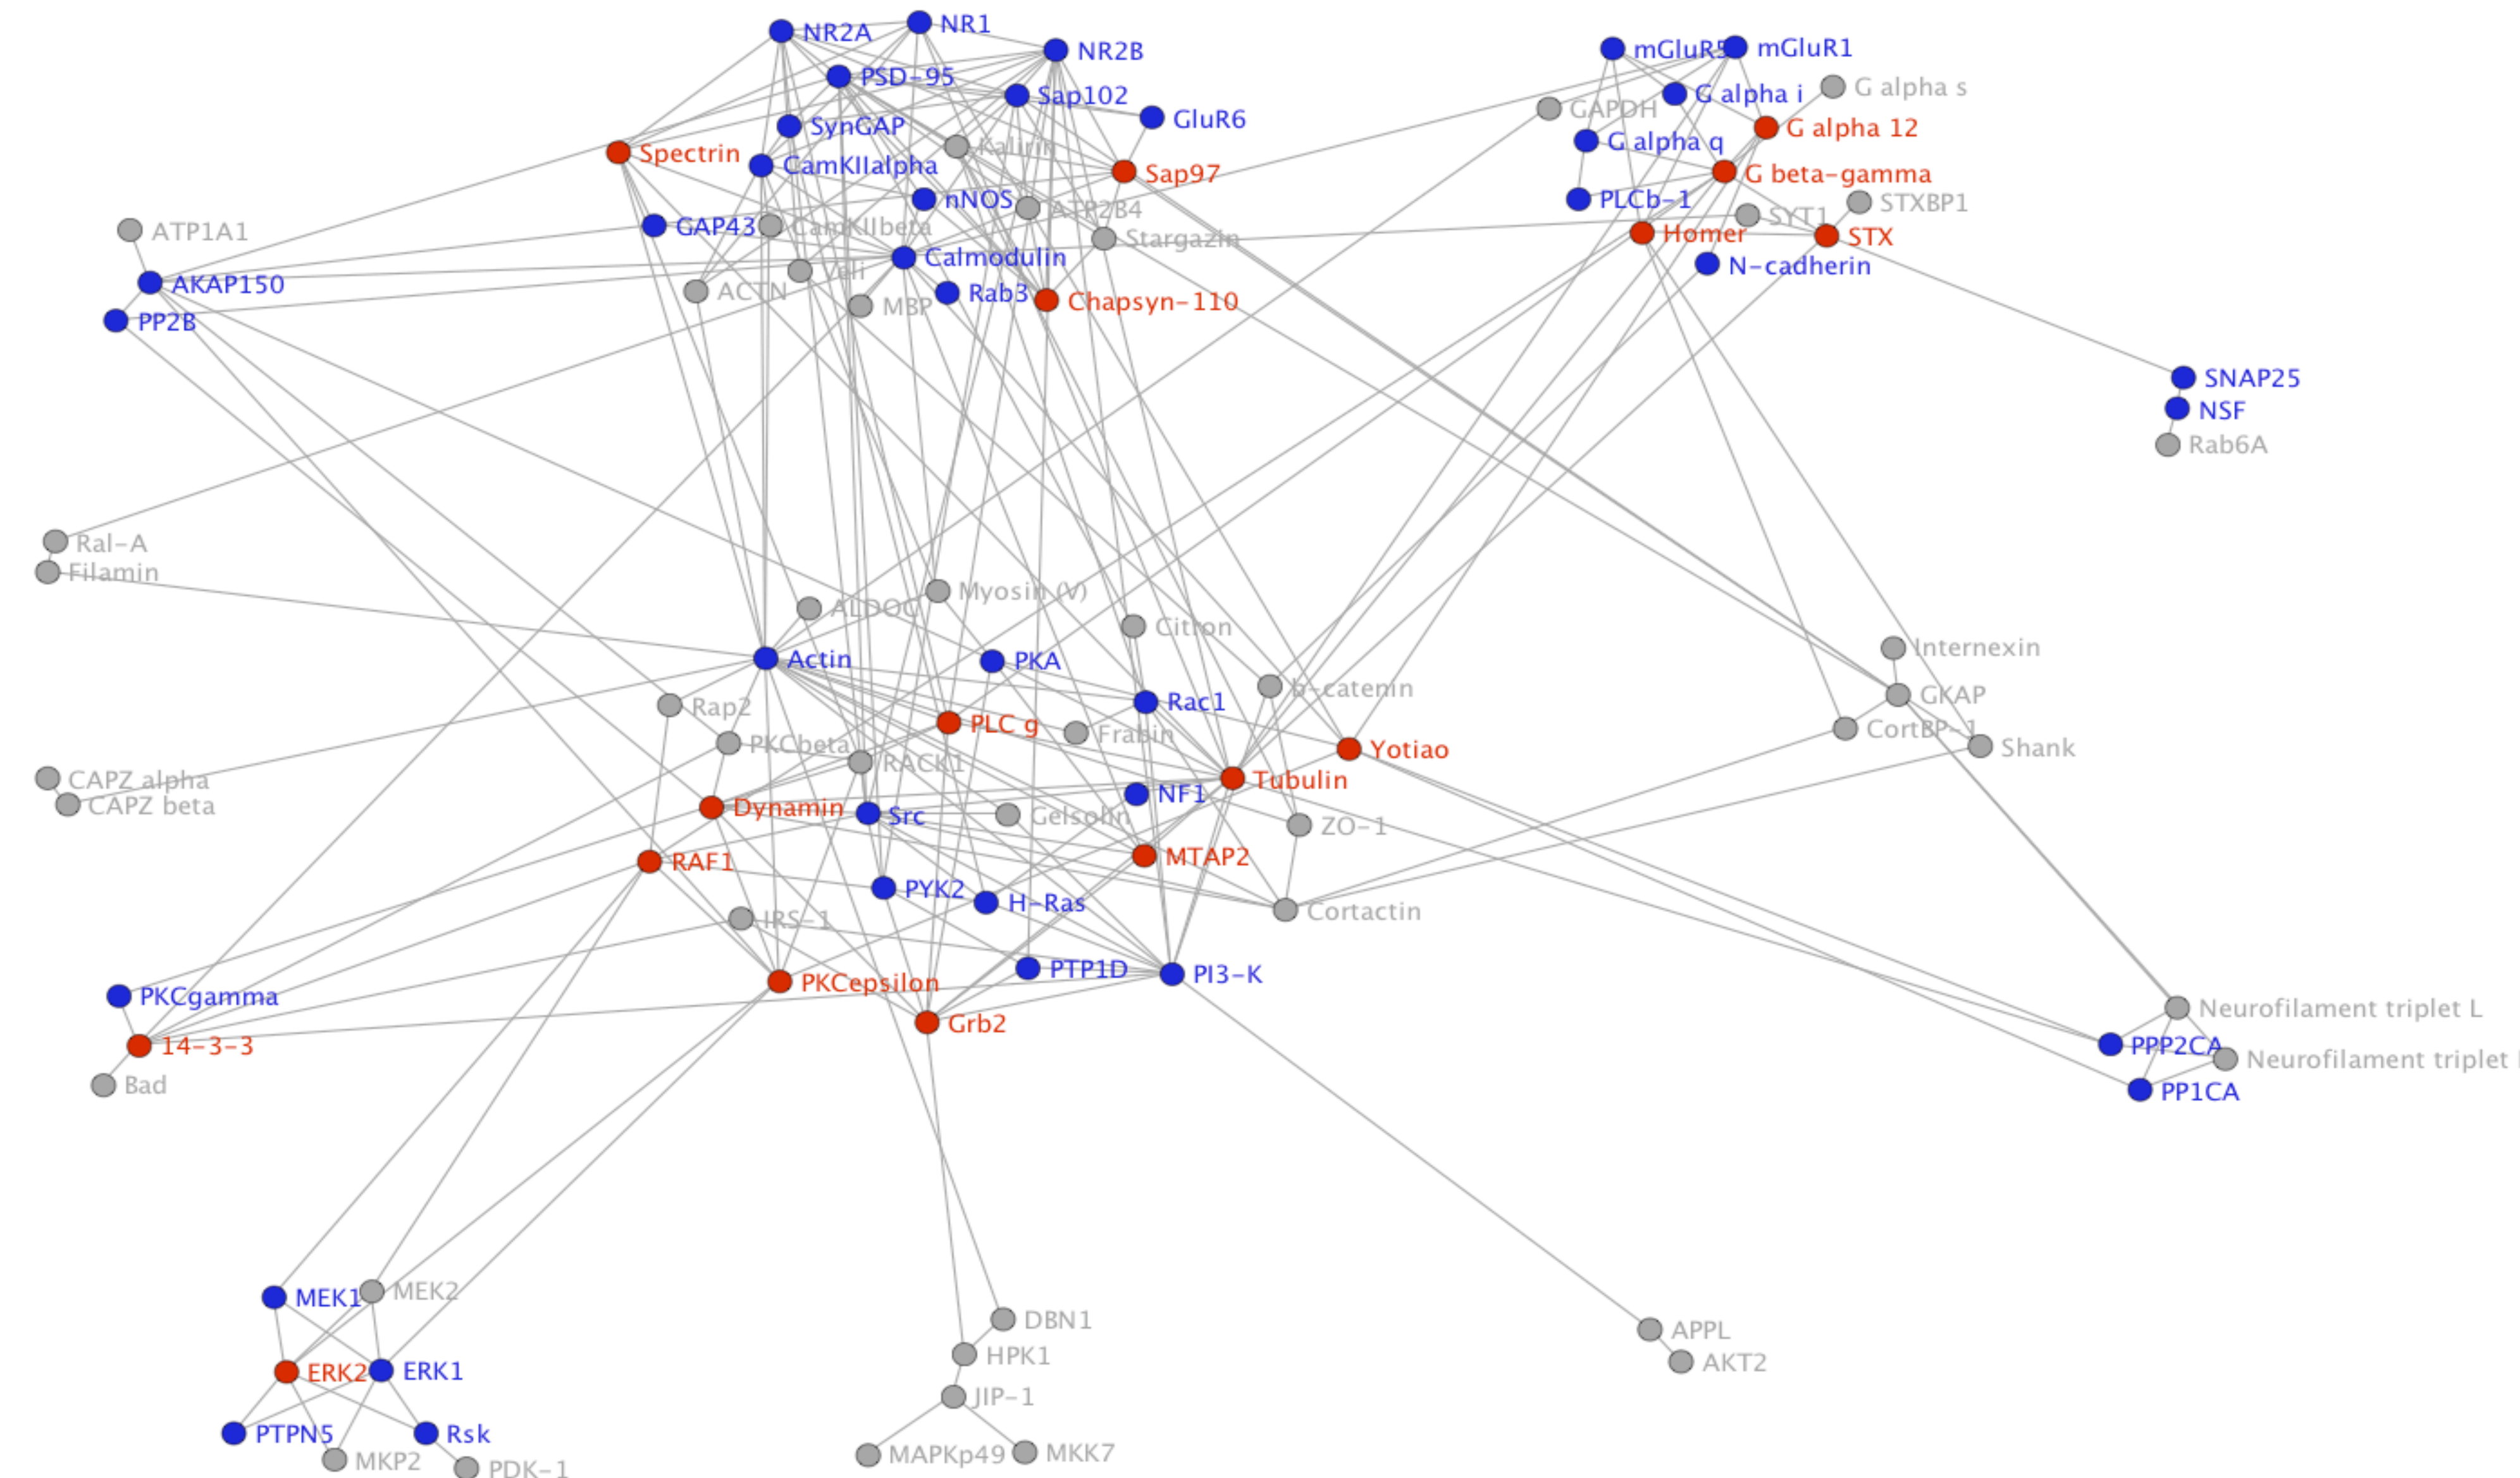 NR2A
NR1
NR2B
PSD-95
Sap102
GluR6
SynGAP
Kalirin
Spectrin
CamKIIalpha
Sap97
nNOS
ATP2B4
GAP43
CamKIIbeta
Stargazin
Calmodulin
Veli
ACTN
MBP
Rab3
Chapsyn-110
mGluR5
mGluR1
G alpha i
G alpha s
GAPDH
G alpha 12
G alpha q
G beta-gamma
PLCb-1
STXBP1
SYT1
Homer
STX
N-cadherin
ATP1A1
AKAP150
PP2B
SNAP25
NSF
Rab6A
Ral-A
Filamin
Myosin (V)
ALDOC
Citron
Actin
PKA
b-catenin
Rap2
Rac1
PLC g
Frabin
PKCbeta
RACK1
Yotiao
Tubulin
NF1
Dynamin
Src
Gelsolin
ZO-1
RAF1
MTAP2
PYK2
H-Ras
IRS-1
Cortactin
PTP1D
PI3-K
PKCepsilon
Grb2
Internexin
GKAP
CortBP-1
Shank
CAPZ alpha
CAPZ beta
PKCgamma
14-3-3
Bad
Neurofilament triplet L
PPP2CA
Neurofilament triplet
PP1CA
MEK1
MEK2
ERK2
ERK1
PTPN5
Rsk
MKP2
PDK-1
DBN1
HPK1
JIP-1
MAPKp49
MKK7
APPL
AKT2